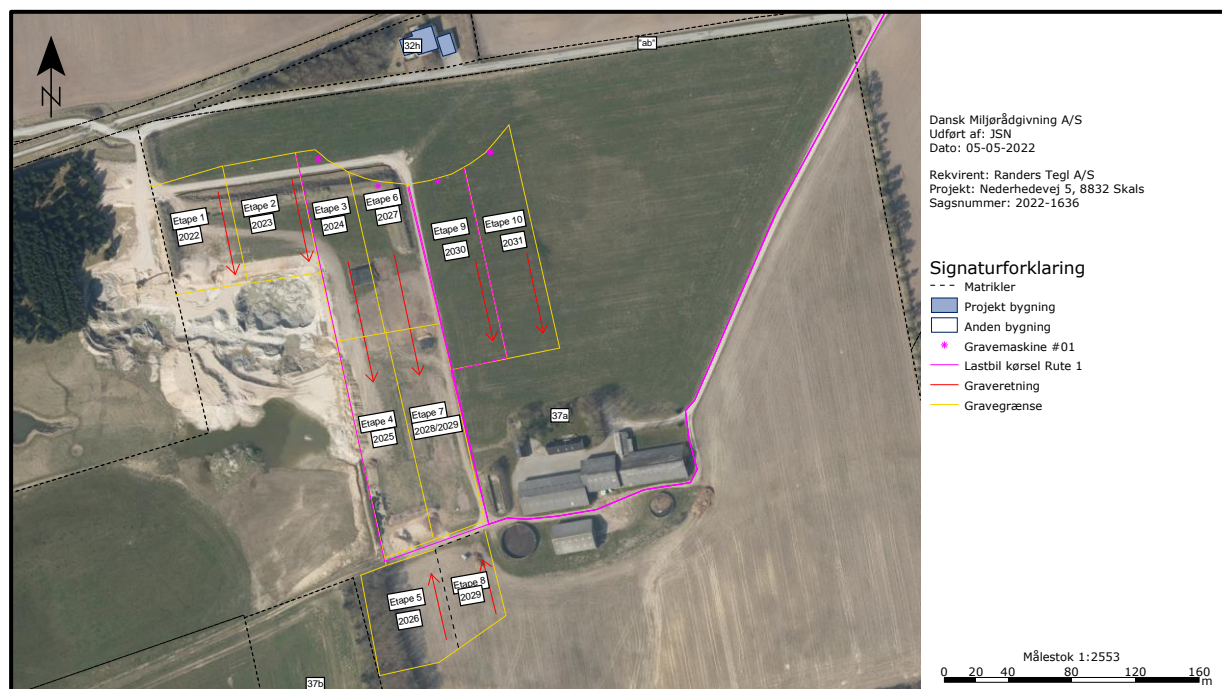 32h
"ab"
N
Etape 1
2022
Etape 2
2023
Etape 3
2024
Etape 6
2027
Etape 9
2030
Etape 10
2031
Etape 4
2025
Etape 7
2028/2029
37a
Etape 5
2026
Etape 8
2029
37b
Dansk Miljørådgivning A/S
Udført af: JSN
Dato: 05-05-2022
Rekvirent: Randers Tegl A/S
Projekt: Nederhedevej 5, 8832 Skals
Sagsnummer: 2022-1636
Signaturforklaring
Matrikler
Projekt bygning
Anden bygning
Gravemaskine #01
Lastbil kørsel Rute 1
Graveretning
Gravegrænse
Målestok 1:2553
0 20 40 80 120 160
m